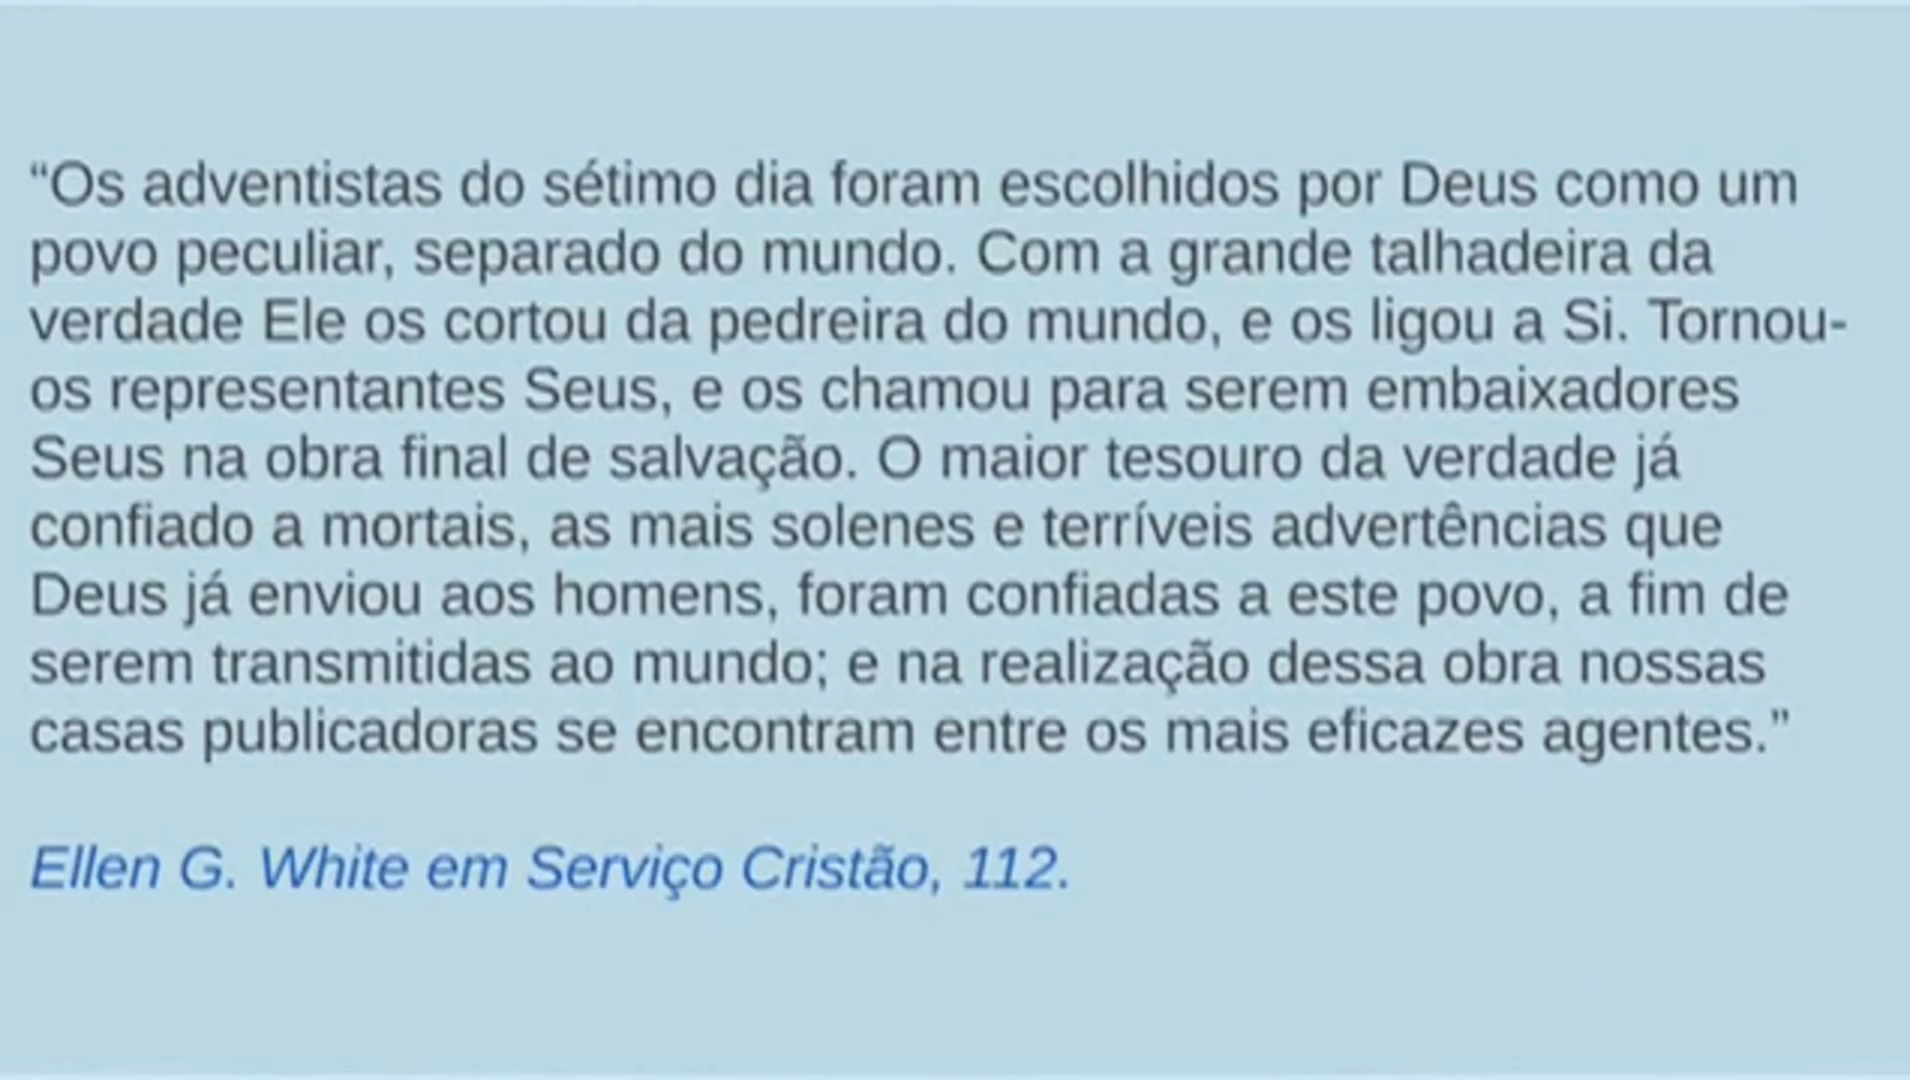 “Os adventistas do sétimo dia foram escolhidos por Deus como um
povo peculiar, separado do mundo. Com a grande talhadeira da
verdade Ele os cortou da pedreira do mundo, e os ligou a Si. Tornou-
os representantes Seus, e os chamou para serem embaixadores
Seus na obra final de salvação. O maior tesouro da verdade já
confiado a mortais, as mais solenes e terríveis advertências que
Deus já enviou aos homens, foram confiadas a este povo, a fim de
serem transmitidas ao mundo; e na realização dessa obra nossas
casas publicadoras se encontram entre os mais eficazes agentes.”
Ellen G. White em Serviço Cristão, 112.